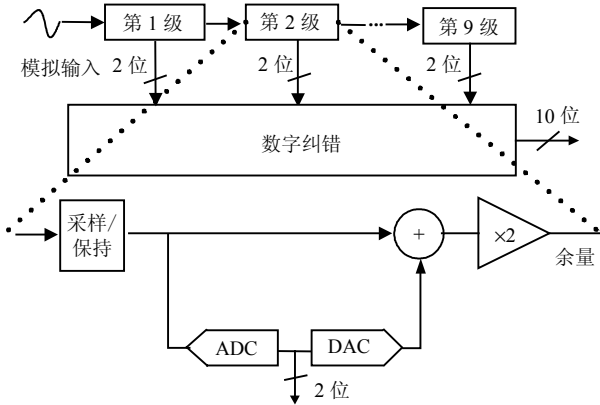 第 1 级
第 2 级
第 9 级
模拟输入
2 位
2 位
2 位
数字纠错
10 位
采样/
保持
+
×2
余量
ADC
DAC
2 位